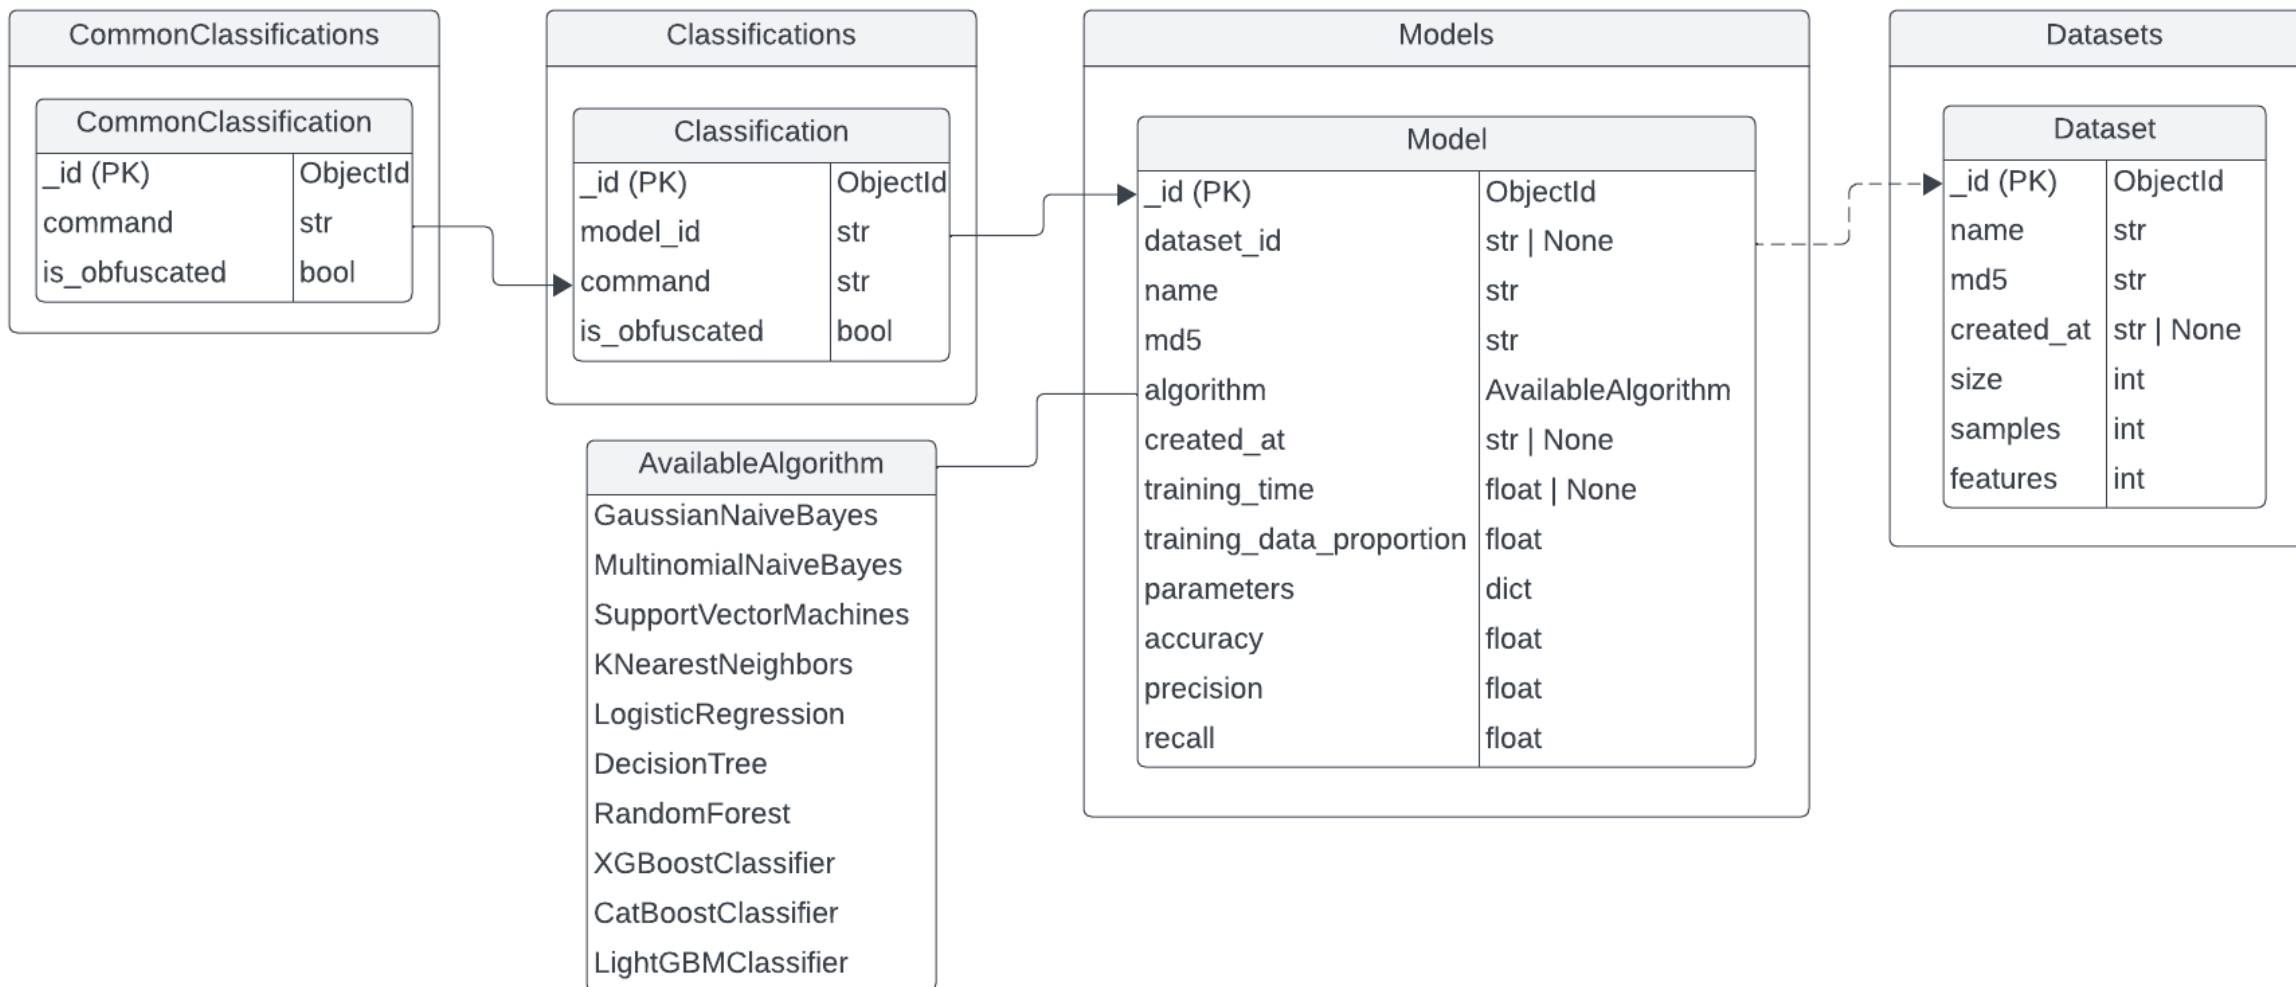 CommonClassifications
CommonClassification
_id (PK) ObjectId
command str
is_obfuscated bool
Classifications
Classification
_id (PK) ObjectId
model_id str
command str
is_obfuscated bool
AvailableAlgorithm
GaussianNaiveBayes
MultinomialNaiveBayes
SupportVectorMachines
KNearestNeighbors
LogisticRegression
DecisionTree
RandomForest
XGBoostClassifier
CatBoostClassifier
LightGBMClassifier
Models
Model
_id (PK) ObjectId
dataset_id str | None
name str
md5 str
algorithm AvailableAlgorithm
created_at str | None
training_time float | None
training_data_proportion float
parameters dict
accuracy float
precision float
recall float
Datasets
Dataset
_id (PK) ObjectId
name str
md5 str
created_at str | None
size int
samples int
features int